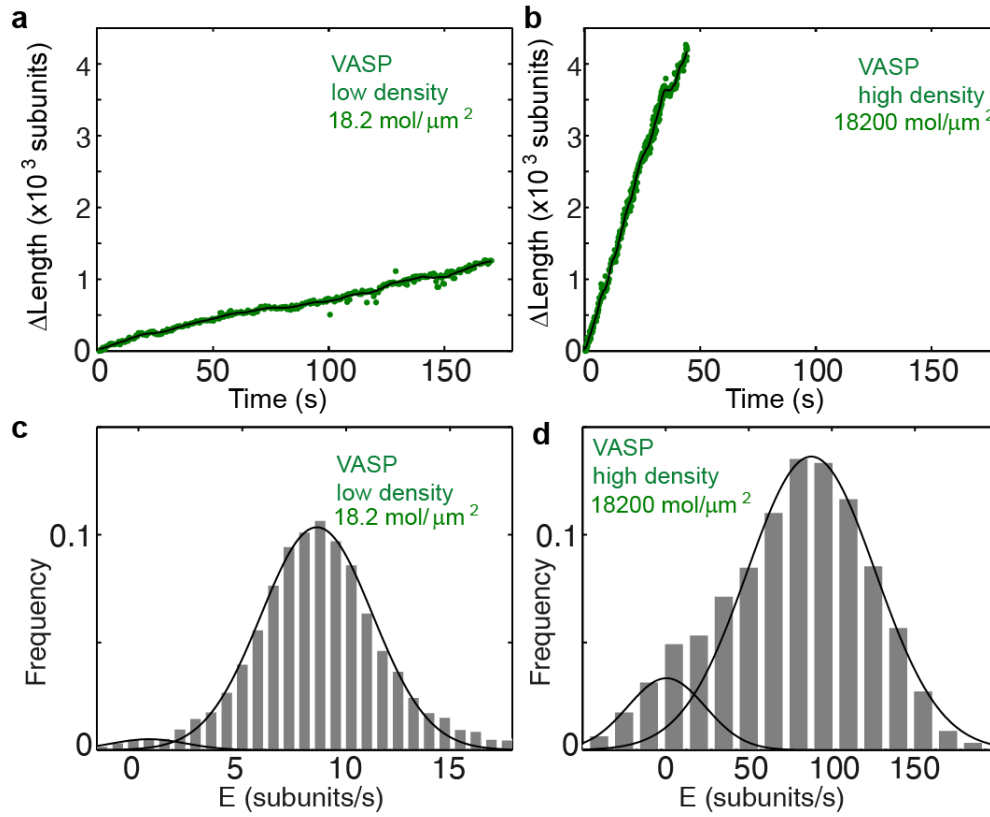 a
VASP
low density
18.2 mol/μm²
4
3
2
1
0
ΔLength (x10³ subunits)
0 50 100 150
Time (s)
b
VASP
high density
18200 mol/μm²
4
3
2
1
0
ΔLength (x10³ subunits)
0 50 100 150
Time (s)
c
VASP
low density
18.2 mol/μm²
0.1
0
Frequency
0 5 10 15
E (subunits/s)
d
VASP
high density
18200 mol/μm²
0.1
0
Frequency
0 50 100 150
E (subunits/s)